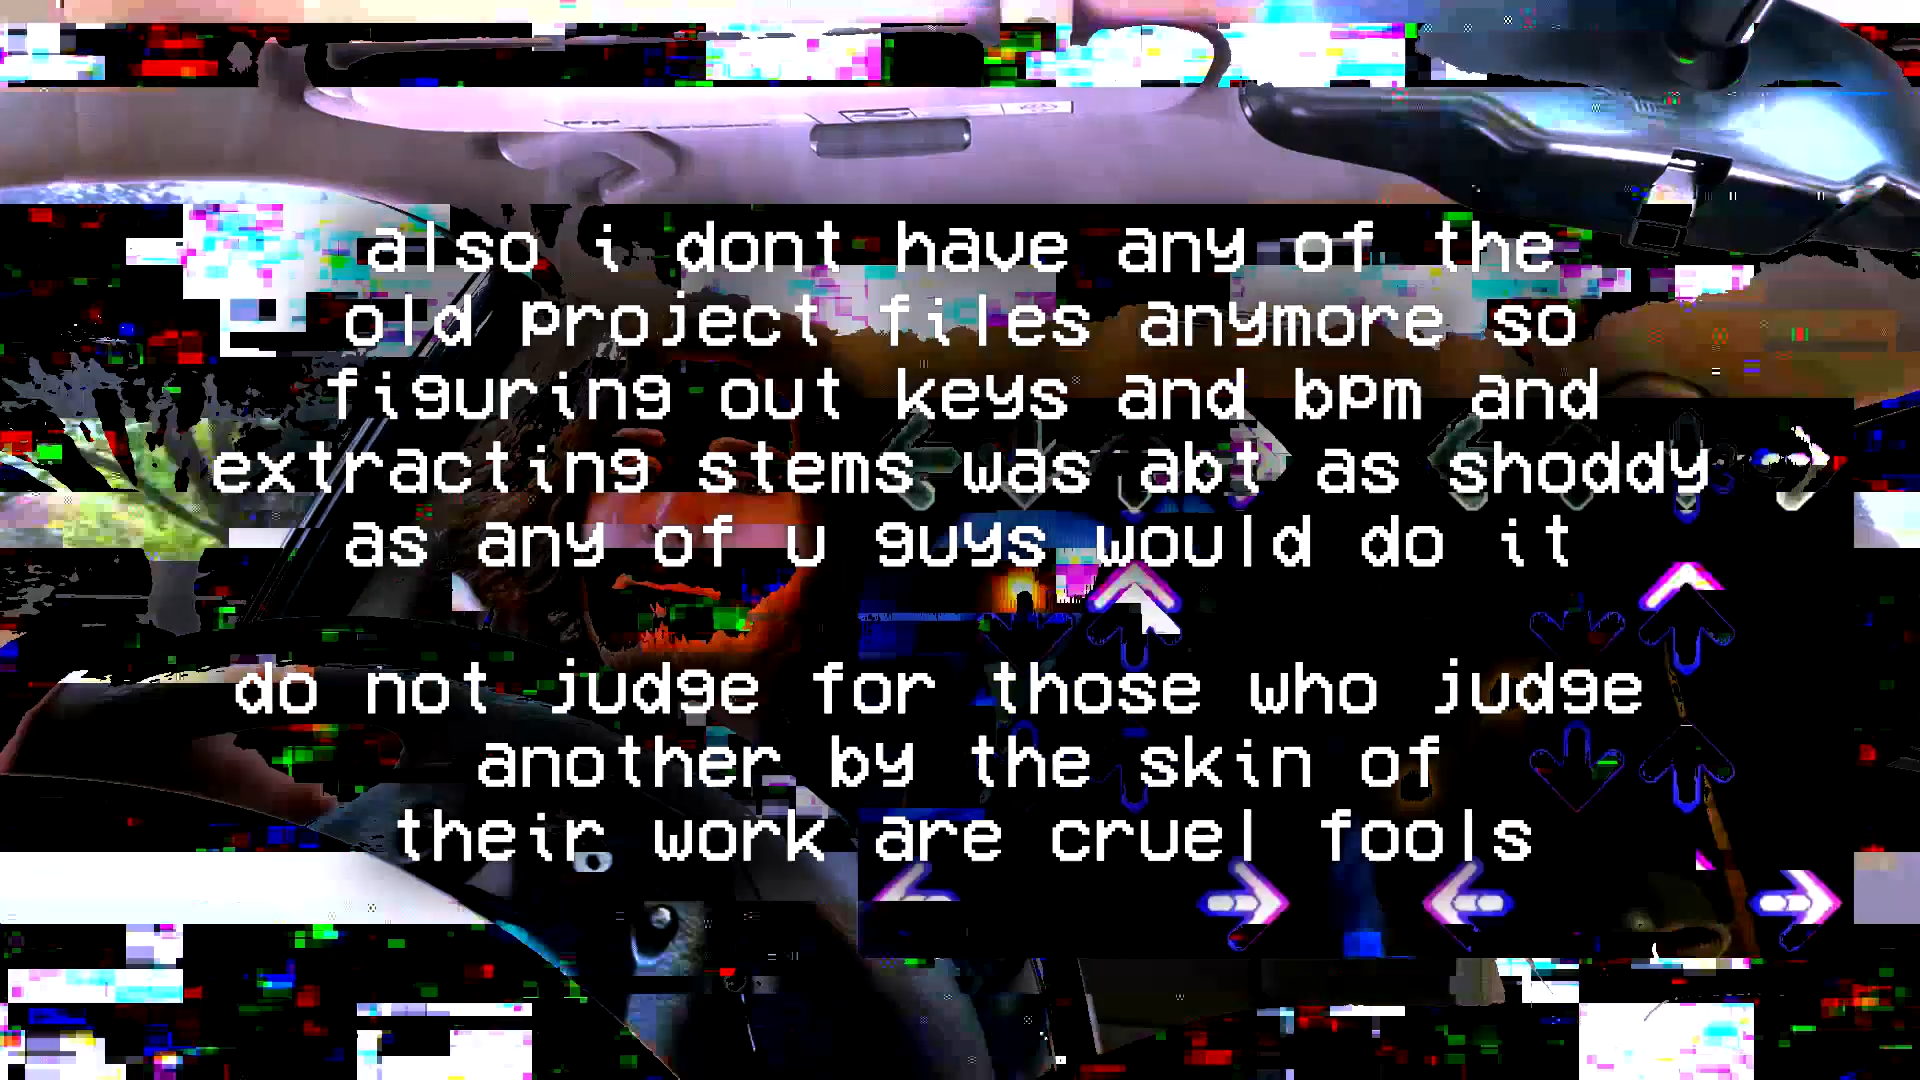 also i dont have any of the
old project files anymore so
figuring out keys and bpm and
extracting stems was abt as shoddy
as any of u guys would do it
do not judge for those who judge
another by the skin of
their work are cruel fools